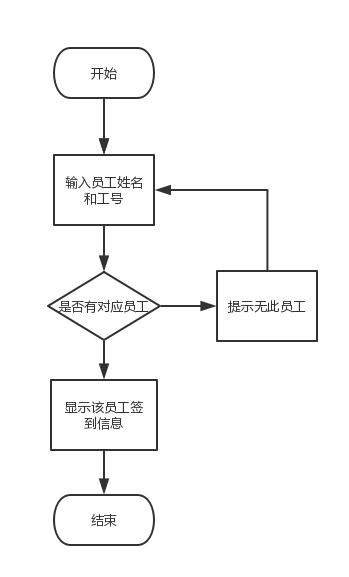 开始
输入员工姓名
和工号
是否有对应员工
提示无此员工
显示该员工签
到信息
结束